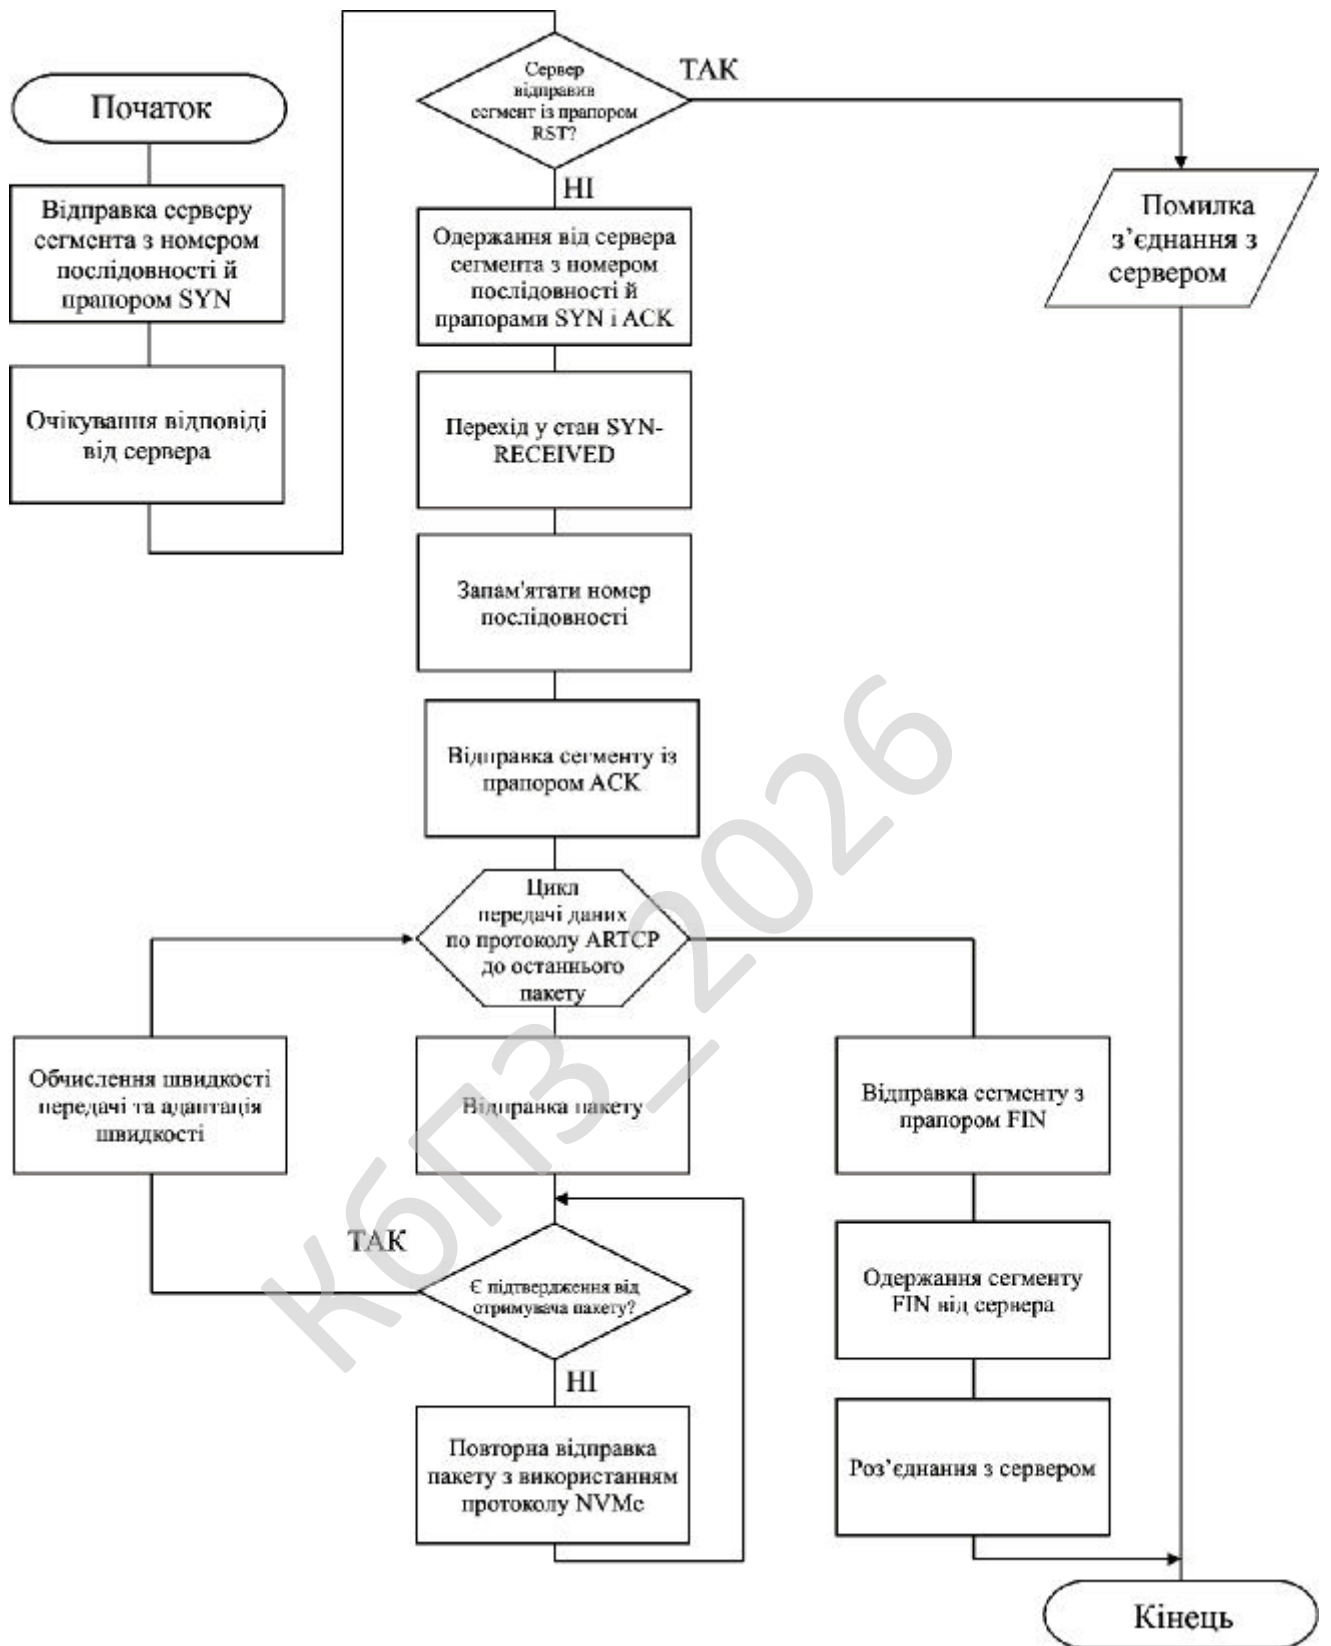 Початок
Відправка серверу
сегмента з номером
послідовності й
прапором SYN
Очікування відповіді
від сервера
Сервер
відправив
сегмент із прапором
RST?
ТАК
НІ
Помилка
з’єднання з
сервером
Одержання від сервера
сегмента з номером
послідовності й
прапорами SYN і ACK
Перехід у стан SYN-
RECEIVED
Запам'ятати номер
послідовності
Відправка сегменту із
прапором ACK
Цикл
передачі даних
по протоколу ARTCP
до останнього
пакету
Обчислення швидкості
передачі та адаптація
швидкості
Відправка пакету
Відправка сегменту з
прапором FIN
ТАК
Є підтвердження від
отримувача пакету?
НІ
Одержання сегменту
FIN від сервера
Повторна відправка
пакету з використанням
протоколу NVMe
Роз’єднання з сервером
Кінець
КбПЗ_2026